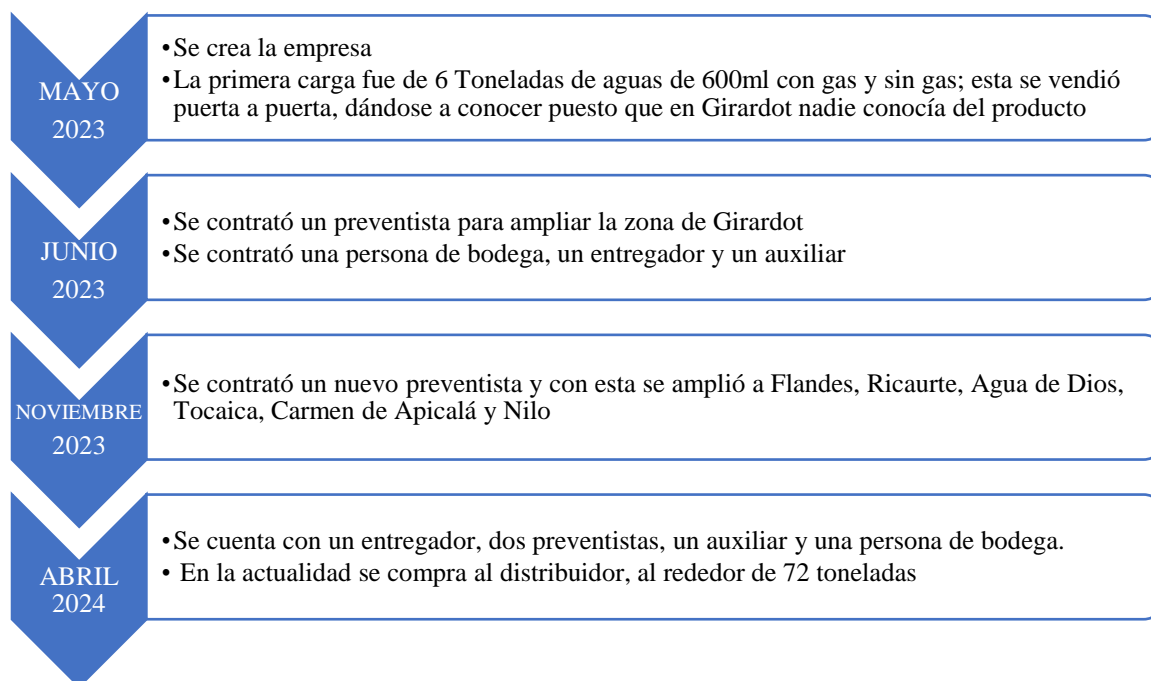 MAYO
2023
•Se crea la empresa
•La primera carga fue de 6 Toneladas de aguas de 600ml con gas y sin gas; esta se vendió
puerta a puerta, dándose a conocer puesto que en Girardot nadie conocía del producto
JUNIO
2023
•Se contrató un preventista para ampliar la zona de Girardot
•Se contrató una persona de bodega, un entregador y un auxiliar
NOVIEMBRE
2023
•Se contrató un nuevo preventista y con esta se amplió a Flandes, Ricaurte, Agua de Dios,
Tocaica, Carmen de Apicalá y Nilo
ABRIL
2024
•Se cuenta con un entregador, dos preventistas, un auxiliar y una persona de bodega.
• En la actualidad se compra al distribuidor, al rededor de 72 toneladas